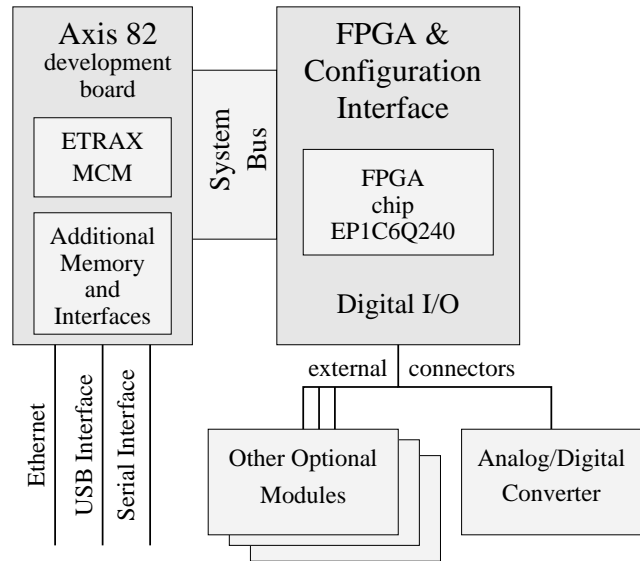 Axis 82
development
board
ETRAX
MCM
Additional
Memory
and
Interfaces
System
Bus
FPGA &
Configuration
Interface
FPGA
chip
EP1C6Q240
Digital I/O
external connectors
Ethernet
USB Interface
Serial Interface
Other Optional
Modules
Analog/Digital
Converter